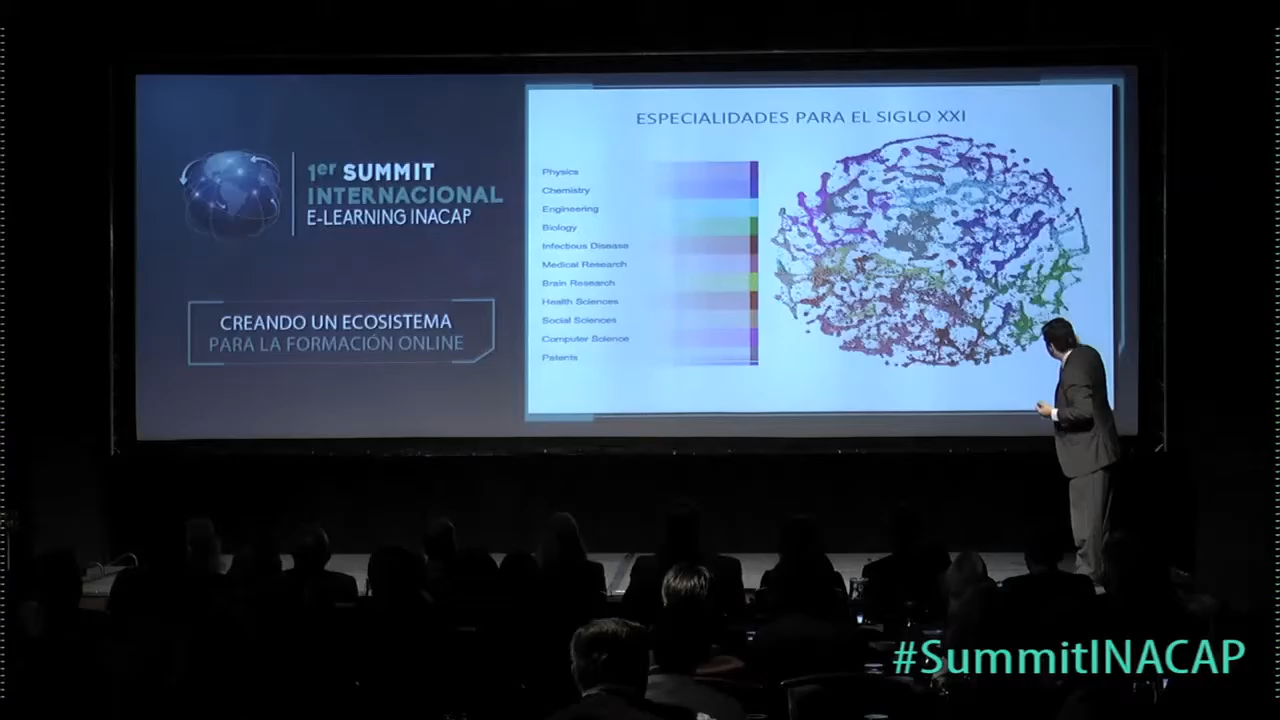 1er SUMMIT
INTERNACIONAL
E-LEARNING INACAP
CREANDO UN ECOSISTEMA
PARA LA FORMACIÓN ONLINE
ESPECIALIDADES PARA EL SIGLO XXI
Physics
Chemistry
Engineering
Biology
Infectious Disease
Medical Research
Brain Research
Health Sciences
Social Sciences
Computer Science
Patents
#SummitINACAP